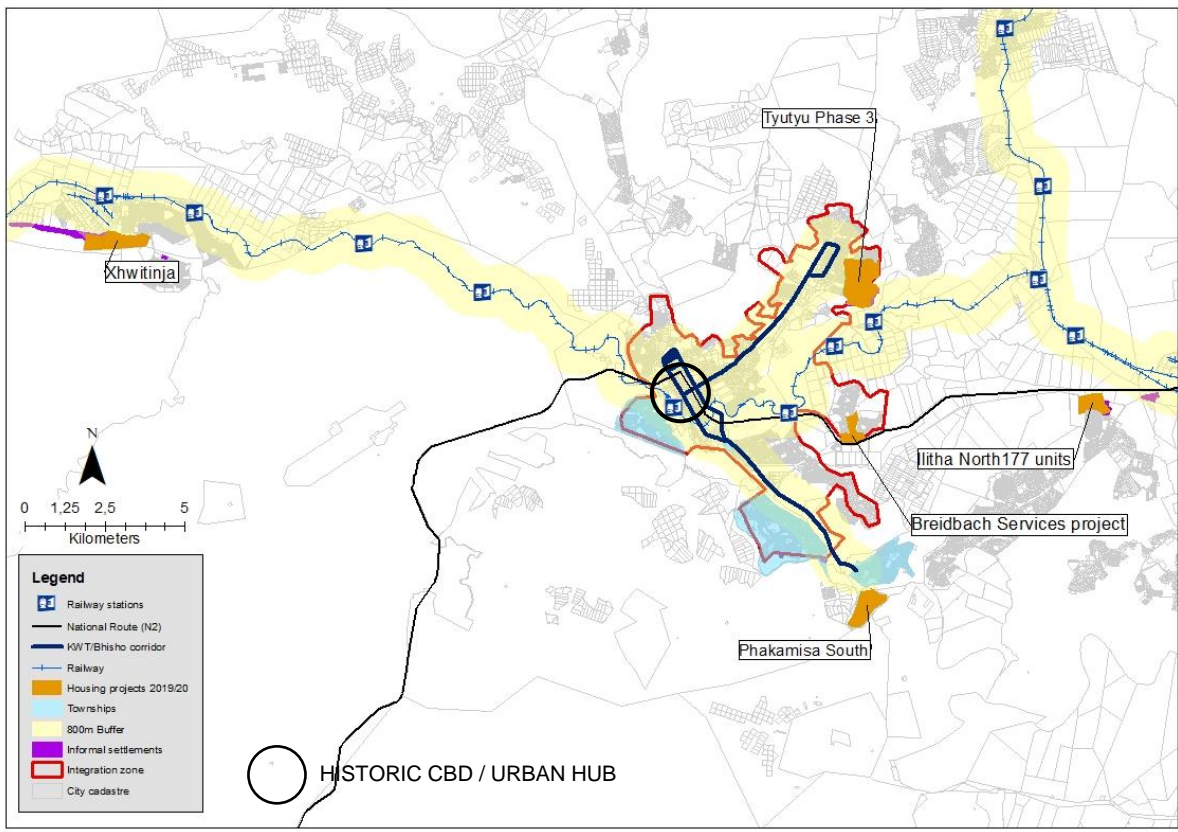 Tyutyu Phase 3
Xhwitinja
Ilitha North177 units
Breidbach Services project
Phakamisa South
N
0 1,25 2,5 5
Kilometers
Legend
Railway stations
National Route (N2)
KWT/Bhisho corridor
Railway
Housing projects 2019/20
Townships
800m Buffer
Informal settlements
Integration zone
City cadastre
HISTORIC CBD / URBAN HUB